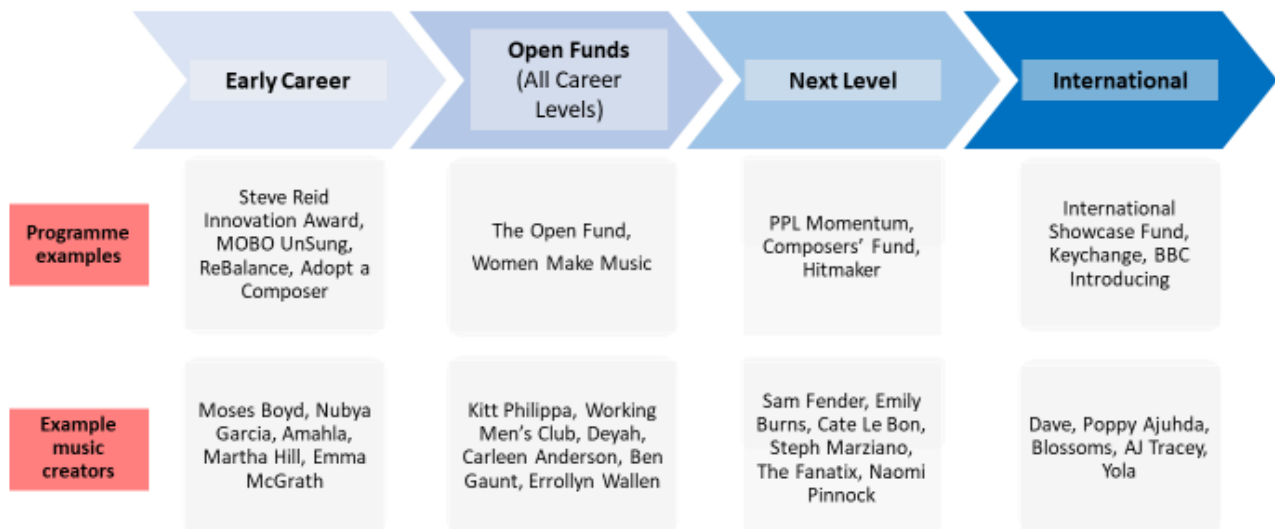 Early Career
Open Funds
(All Career
Levels)
Next Level
International
Programme
examples
Steve Reid
Innovation Award,
MOBO UnSung,
ReBalance, Adopt a
Composer
The Open Fund,
Women Make Music
PPL Momentum,
Composers’ Fund,
Hitmaker
International
Showcase Fund,
Keychange, BBC
Introducing
Example
music
creators
Moses Boyd, Nubya
Garcia, Amahla,
Martha Hill, Emma
McGrath
Kitt Philippa, Working
Men’s Club, Deyah,
Carleen Anderson, Ben
Gaunt, Errollyn Wallen
Sam Fender, Emily
Burns, Cate Le Bon,
Steph Marziano,
The Fanatix, Naomi
Pinnock
Dave, Poppy Ajuhda,
Blossoms, AJ Tracey,
Yola